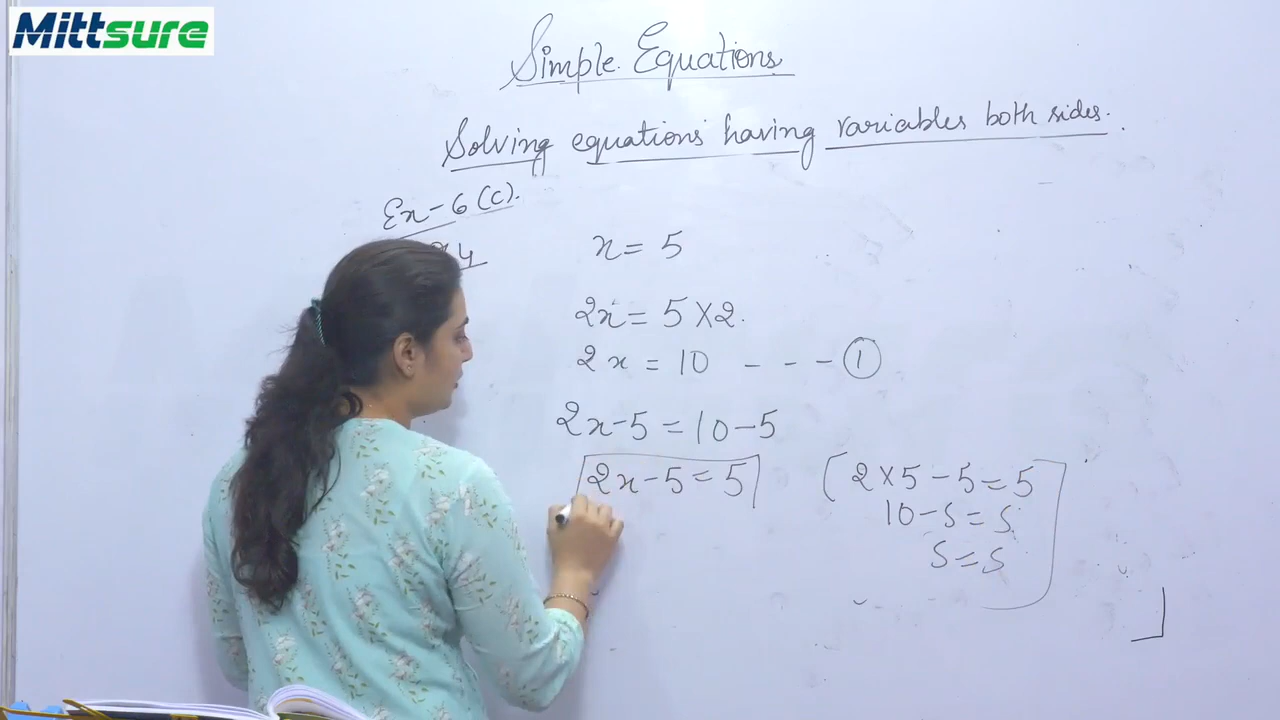 Mittsure
Simple Equations
Solving equations having variables both sides.
Ex-6(c).
4
x = 5
2x = 5 × 2.
2x = 10 - - - ①
2x-5 = 10-5
2x-5 = 5
2×5-5=5
10-5=5
5=5